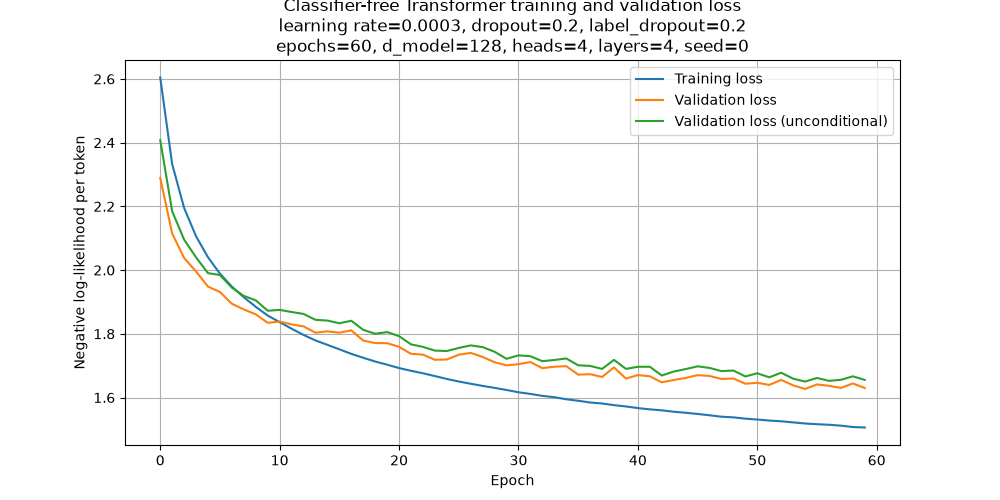 Classifier-free Transformer training and validation loss
learning rate=0.0003, dropout=0.2, label_dropout=0.2
epochs=60, d_model=128, heads=4, layers=4, seed=0
Training loss
Validation loss
Validation loss (unconditional)
Negative log-likelihood per token
2.6
2.4
2.2
2.0
1.8
1.6
0 10 20 30 40 50 60
Epoch